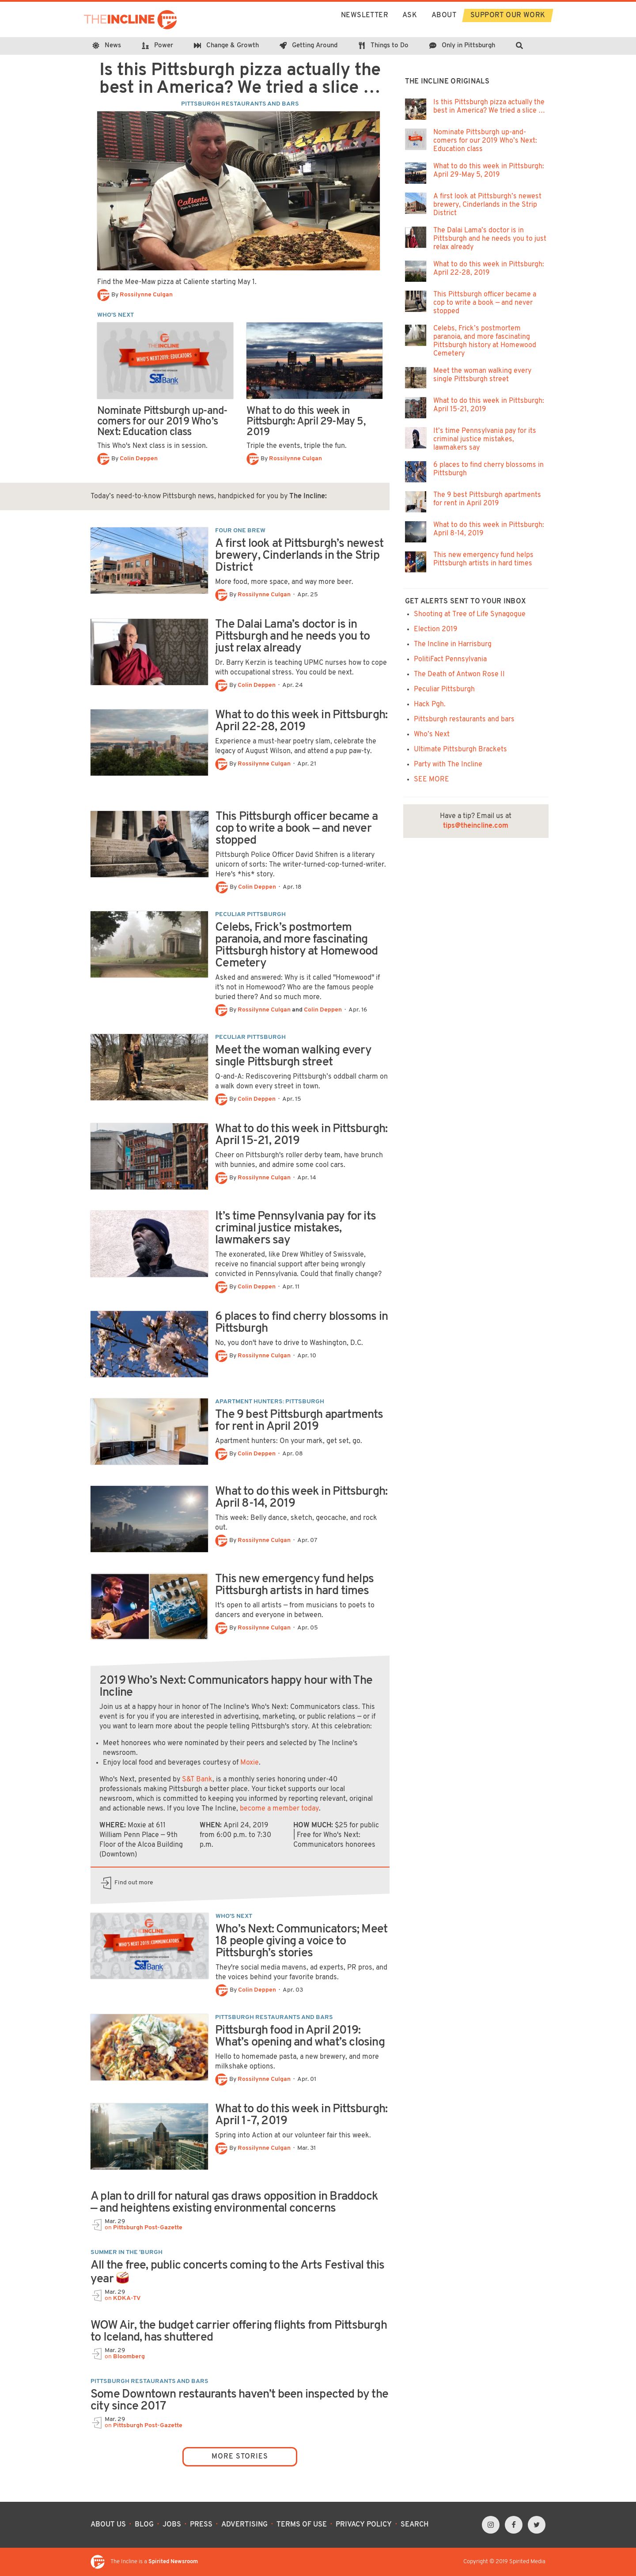 THEINCLINE
NEWSLETTER
ASK
ABOUT
SUPPORT OUR WORK
News
Power
Change & Growth
Getting Around
Things to Do
Only in Pittsburgh
Is this Pittsburgh pizza actually the
best in America? We tried a slice …
PITTSBURGH RESTAURANTS AND BARS
Caliente
Find the Mee-Maw pizza at Caliente starting May 1.
By Rossilynne Culgan
WHO'S NEXT
THEINCLINE
WHO'S NEXT 2019: EDUCATORS
S&T Bank
Nominate Pittsburgh up-and-
comers for our 2019 Who's
Next: Education class
This Who's Next class is in session.
By Colin Deppen
What to do this week in
Pittsburgh: April 29-May 5,
2019
Triple the events, triple the fun.
By Rossilynne Culgan
Today's need-to-know Pittsburgh news, handpicked for you by The Incline:
FOUR ONE BREW
A first look at Pittsburgh's newest
brewery, Cinderlands in the Strip
District
More food, more space, and way more beer.
By Rossilynne Culgan · Apr. 25
The Dalai Lama's doctor is in
Pittsburgh and he needs you to
just relax already
Dr. Barry Kerzin is teaching UPMC nurses how to cope
with occupational stress. You could be next.
By Colin Deppen · Apr. 24
What to do this week in Pittsburgh:
April 22-28, 2019
Experience a must-hear poetry slam, celebrate the
legacy of August Wilson, and attend a pup paw-ty.
By Rossilynne Culgan · Apr. 21
This Pittsburgh officer became a
cop to write a book — and never
stopped
Pittsburgh Police Officer David Shifren is a literary
unicorn of sorts: The writer-turned-cop-turned-writer.
Here's *his* story.
By Colin Deppen · Apr. 18
PECULIAR PITTSBURGH
Celebs, Frick's postmortem
paranoia, and more fascinating
Pittsburgh history at Homewood
Cemetery
Asked and answered: Why is it called "Homewood" if
it's not in Homewood? Who are the famous people
buried there? And so much more.
By Rossilynne Culgan and Colin Deppen · Apr. 16
PECULIAR PITTSBURGH
Meet the woman walking every
single Pittsburgh street
Q-and-A: Rediscovering Pittsburgh's oddball charm on
a walk down every street in town.
By Colin Deppen · Apr. 15
What to do this week in Pittsburgh:
April 15-21, 2019
Cheer on Pittsburgh's roller derby team, have brunch
with bunnies, and admire some cool cars.
By Rossilynne Culgan · Apr. 14
It's time Pennsylvania pay for its
criminal justice mistakes,
lawmakers say
The exonerated, like Drew Whitley of Swissvale,
receive no financial support after being wrongly
convicted in Pennsylvania. Could that finally change?
By Colin Deppen · Apr. 11
6 places to find cherry blossoms in
Pittsburgh
No, you don't have to drive to Washington, D.C.
By Rossilynne Culgan · Apr. 10
APARTMENT HUNTERS: PITTSBURGH
The 9 best Pittsburgh apartments
for rent in April 2019
Apartment hunters: On your mark, get set, go.
By Colin Deppen · Apr. 08
What to do this week in Pittsburgh:
April 8-14, 2019
This week: Belly dance, sketch, geocache, and rock
out.
By Rossilynne Culgan · Apr. 07
This new emergency fund helps
Pittsburgh artists in hard times
It's open to all artists — from musicians to poets to
dancers and everyone in between.
By Rossilynne Culgan · Apr. 05
2019 Who's Next: Communicators happy hour with The
Incline
Join us at a happy hour in honor of The Incline's Who's Next: Communicators class. This
event is for you if you are interested in advertising, marketing, or public relations — or if
you want to learn more about the people telling Pittsburgh's story. At this celebration:
• Meet honorees who were nominated by their peers and selected by The Incline's
newsroom.
• Enjoy local food and beverages courtesy of Moxie.
Who's Next, presented by S&T Bank, is a monthly series honoring under-40
professionals making Pittsburgh a better place. Your ticket supports our local
newsroom, which is committed to keeping you informed by reporting relevant, original
and actionable news. If you love The Incline, become a member today.
WHERE: Moxie at 611
William Penn Place — 9th
Floor of the Alcoa Building
(Downtown)
WHEN: April 24, 2019
from 6:00 p.m. to 7:30
p.m.
HOW MUCH: $25 for public
| Free for Who's Next:
Communicators honorees
Find out more
THEINCLINE
WHO'S NEXT 2019: COMMUNICATORS
S&T Bank
WHO'S NEXT
Who's Next: Communicators; Meet
18 people giving a voice to
Pittsburgh's stories
They're social media mavens, ad experts, PR pros, and
the voices behind your favorite brands.
By Colin Deppen · Apr. 03
PITTSBURGH RESTAURANTS AND BARS
Pittsburgh food in April 2019:
What's opening and what's closing
Hello to homemade pasta, a new brewery, and more
milkshake options.
By Rossilynne Culgan · Apr. 01
What to do this week in Pittsburgh:
April 1-7, 2019
Spring into Action at our volunteer fair this week.
By Rossilynne Culgan · Mar. 31
A plan to drill for natural gas draws opposition in Braddock
— and heightens existing environmental concerns
Mar. 29
on Pittsburgh Post-Gazette
SUMMER IN THE 'BURGH
All the free, public concerts coming to the Arts Festival this
year 🥁
Mar. 29
on KDKA-TV
WOW Air, the budget carrier offering flights from Pittsburgh
to Iceland, has shuttered
Mar. 29
on Bloomberg
PITTSBURGH RESTAURANTS AND BARS
Some Downtown restaurants haven't been inspected by the
city since 2017
Mar. 29
on Pittsburgh Post-Gazette
MORE STORIES
THE INCLINE ORIGINALS
Is this Pittsburgh pizza actually the
best in America? We tried a slice …
Nominate Pittsburgh up-and-
comers for our 2019 Who's Next:
Education class
What to do this week in Pittsburgh:
April 29-May 5, 2019
A first look at Pittsburgh's newest
brewery, Cinderlands in the Strip
District
The Dalai Lama's doctor is in
Pittsburgh and he needs you to just
relax already
What to do this week in Pittsburgh:
April 22-28, 2019
This Pittsburgh officer became a
cop to write a book — and never
stopped
Celebs, Frick's postmortem
paranoia, and more fascinating
Pittsburgh history at Homewood
Cemetery
Meet the woman walking every
single Pittsburgh street
What to do this week in Pittsburgh:
April 15-21, 2019
It's time Pennsylvania pay for its
criminal justice mistakes,
lawmakers say
6 places to find cherry blossoms in
Pittsburgh
The 9 best Pittsburgh apartments
for rent in April 2019
What to do this week in Pittsburgh:
April 8-14, 2019
This new emergency fund helps
Pittsburgh artists in hard times
GET ALERTS SENT TO YOUR INBOX
• Shooting at Tree of Life Synagogue
• Election 2019
• The Incline in Harrisburg
• PolitiFact Pennsylvania
• The Death of Antwon Rose II
• Peculiar Pittsburgh
• Hack Pgh.
• Pittsburgh restaurants and bars
• Who's Next
• Ultimate Pittsburgh Brackets
• Party with The Incline
• SEE MORE
Have a tip? Email us at
tips@theincline.com
ABOUT US · BLOG · JOBS · PRESS · ADVERTISING · TERMS OF USE · PRIVACY POLICY · SEARCH
The Incline is a Spirited Newsroom
Copyright © 2019 Spirited Media